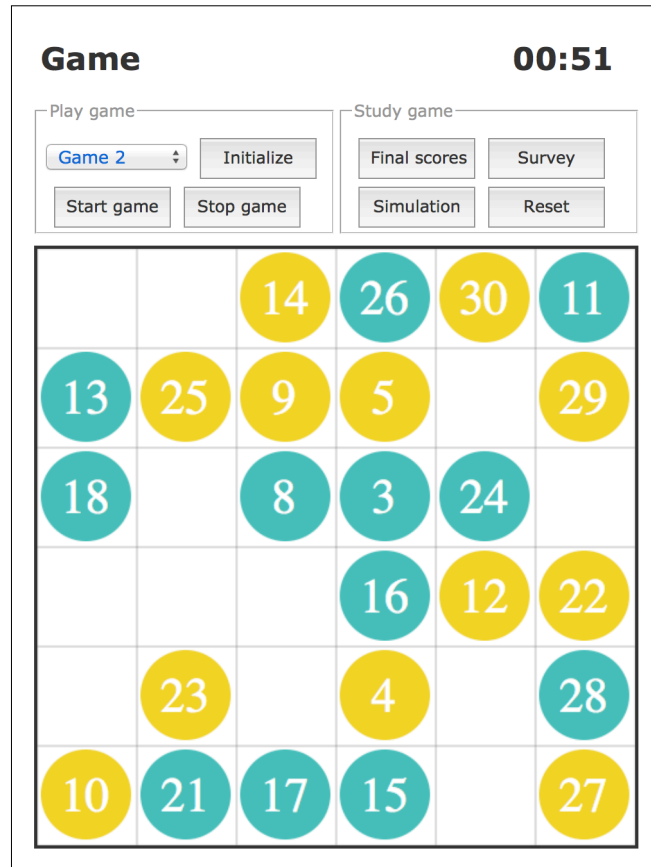 Game 00:51
Play game Study game
Game 2 Initialize Final scores Survey
Start game Stop game Simulation Reset
14 26 30 11
13 25 9 5 29
18 8 3 24
16 12 22
23 4 28
10 21 17 15 27